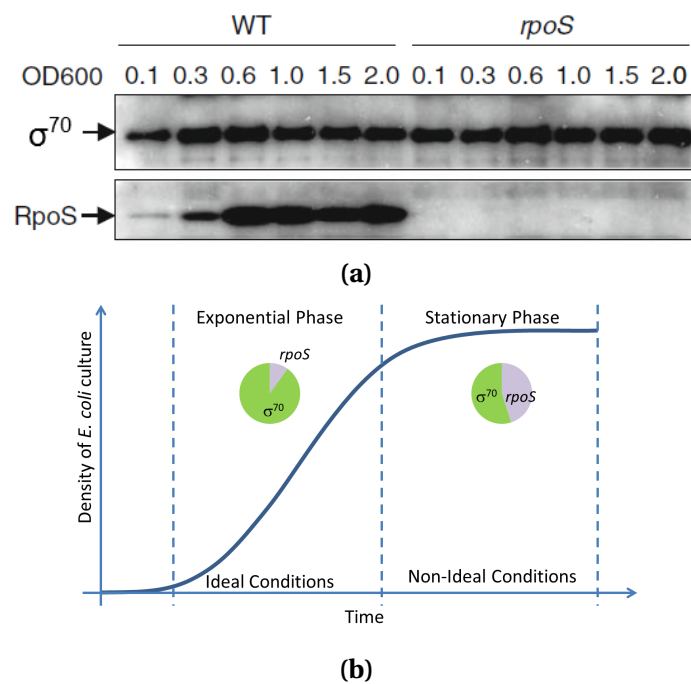 WT rpoS
OD600 0.1 0.3 0.6 1.0 1.5 2.0 0.1 0.3 0.6 1.0 1.5 2.0
σ⁷⁰
RpoS
(a)
Density of E. coli culture
Exponential Phase
Stationary Phase
rpoS
σ⁷⁰
σ⁷⁰ rpoS
Ideal Conditions
Non-Ideal Conditions
Time
(b)